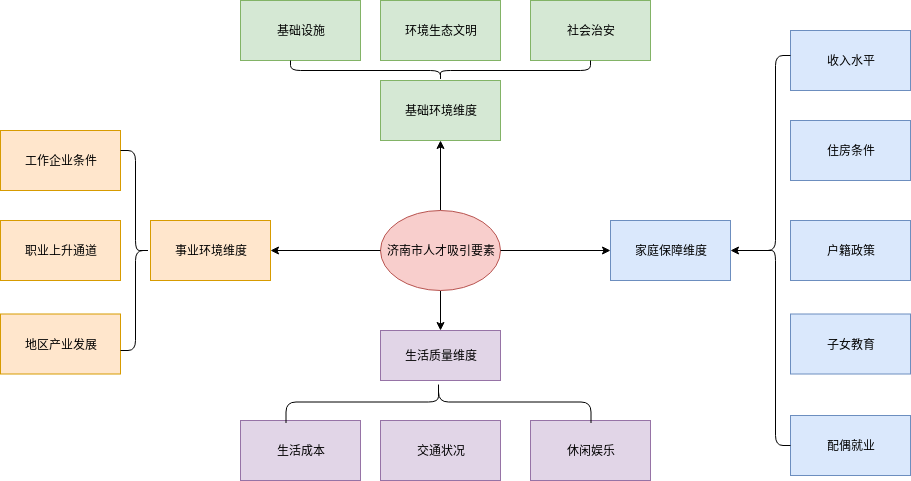 基础设施
环境生态文明
社会治安
收入水平
基础环境维度
住房条件
工作企业条件
职业上升通道
事业环境维度
济南市人才吸引要素
家庭保障维度
户籍政策
地区产业发展
生活质量维度
子女教育
生活成本
交通状况
休闲娱乐
配偶就业